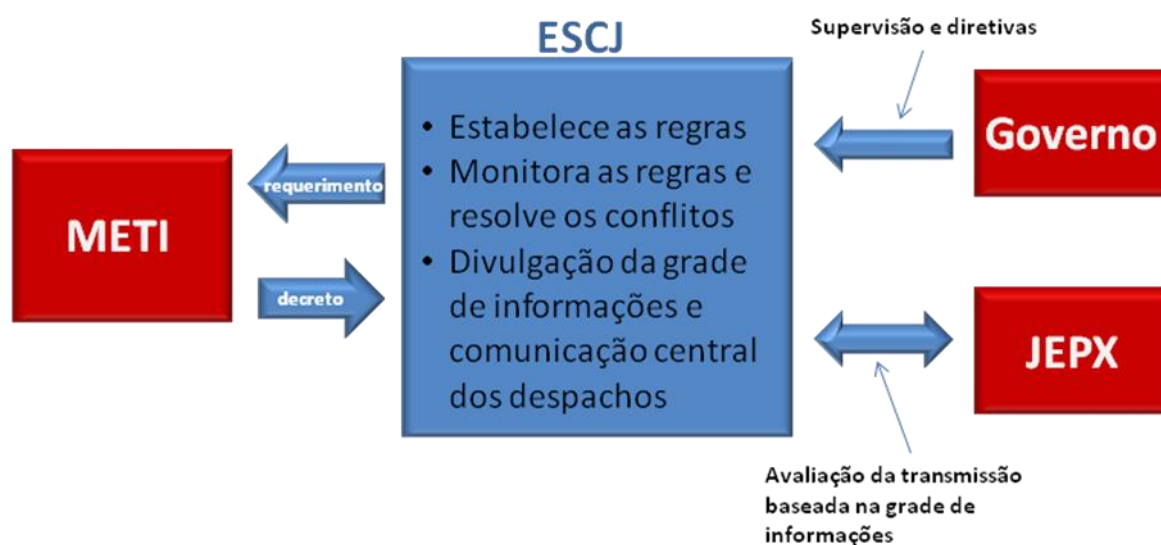 ESCJ
Supervisão e diretivas
• Estabelece as regras
• Monitora as regras e
resolve os conflitos
• Divulgação da grade
de informações e
comunicação central
dos despachos
METI
requerimento
decreto
Governo
JEPX
Avaliação da transmissão
baseada na grade de
informações